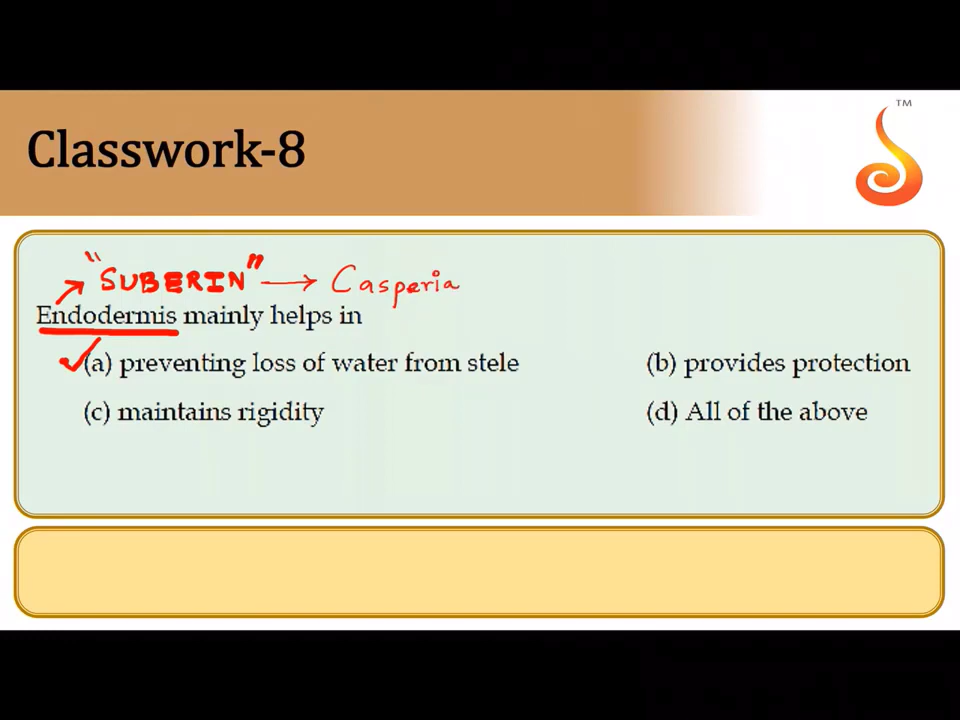 TM
Classwork-8
"SUBERIN" → Casperia
Endodermis mainly helps in
(a) preventing loss of water from stele (b) provides protection
(c) maintains rigidity (d) All of the above